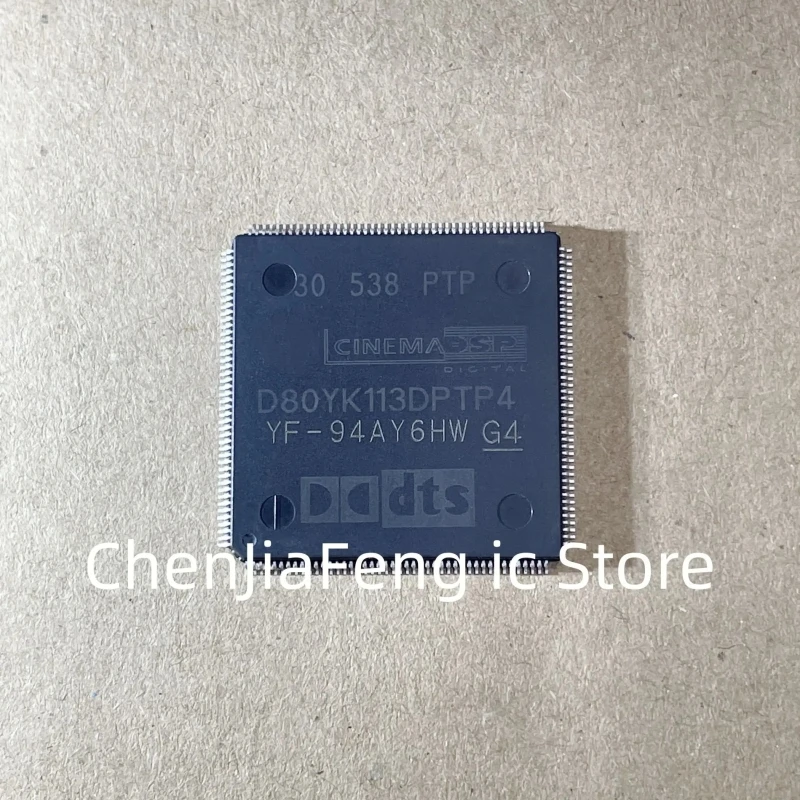 30 538 PTP
CINEMA DSP
DIGITAL
D80YK113DPTP4
YF-94AY6HW G4
dts
ChenJiaFeng ic Store